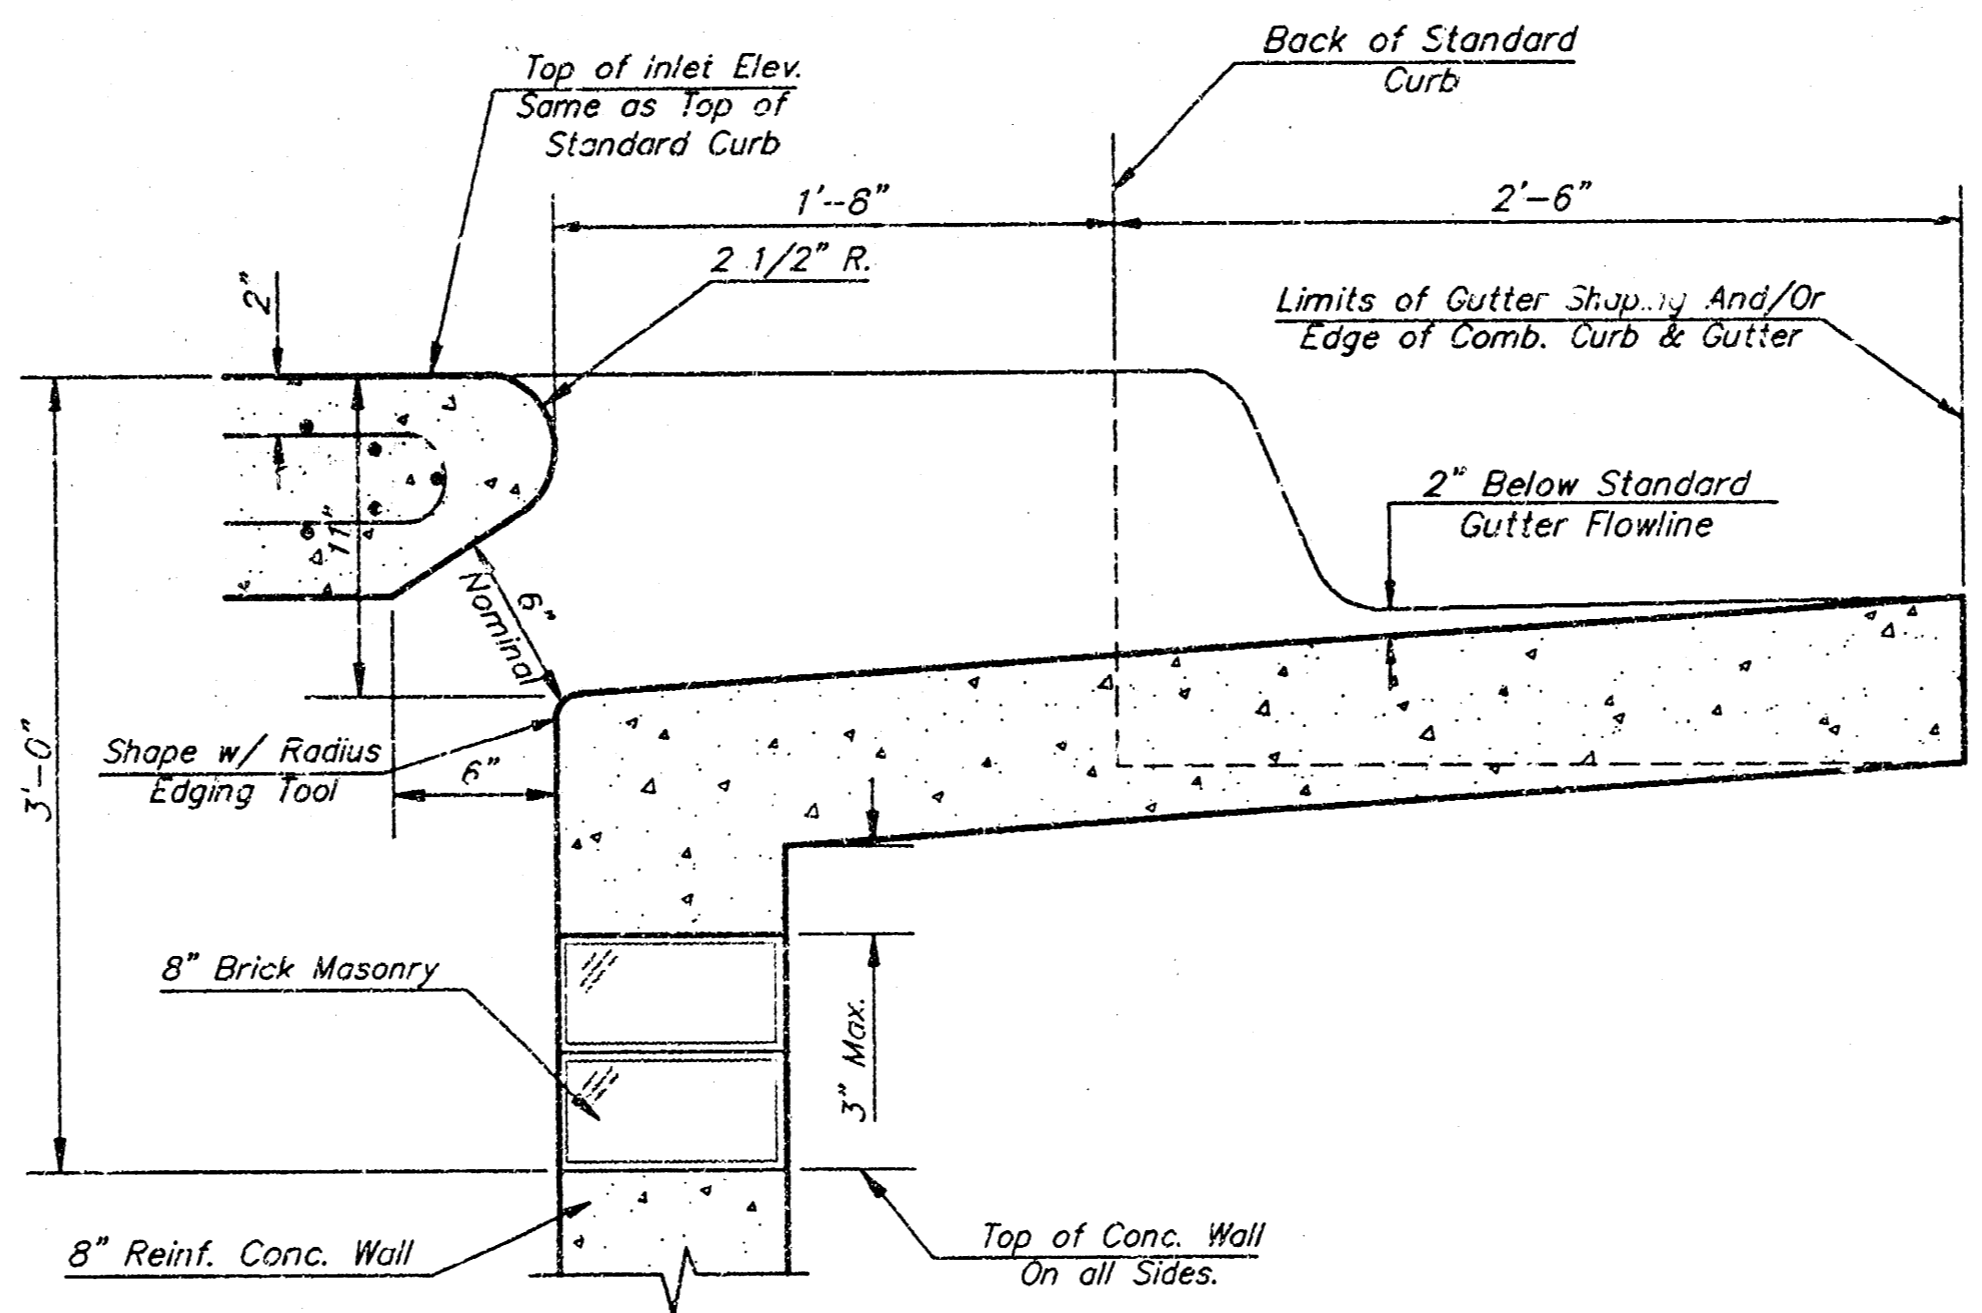 Back of Standard
Curb
Top of Inlet Elev.
Same as Top of
Standard Curb
1'-8"
2'-6"
2 1/2" R.
2"
Limits of Gutter Shaping And/Or
Edge of Comb. Curb & Gutter
2" Below Standard
Gutter Flowline
11"
6"
Nominal
3'-0"
Shape w/ Radius
Edging Tool
6"
8" Brick Masonry
3" Max.
8" Reinf. Conc. Wall
Top of Conc. Wall
On all Sides.